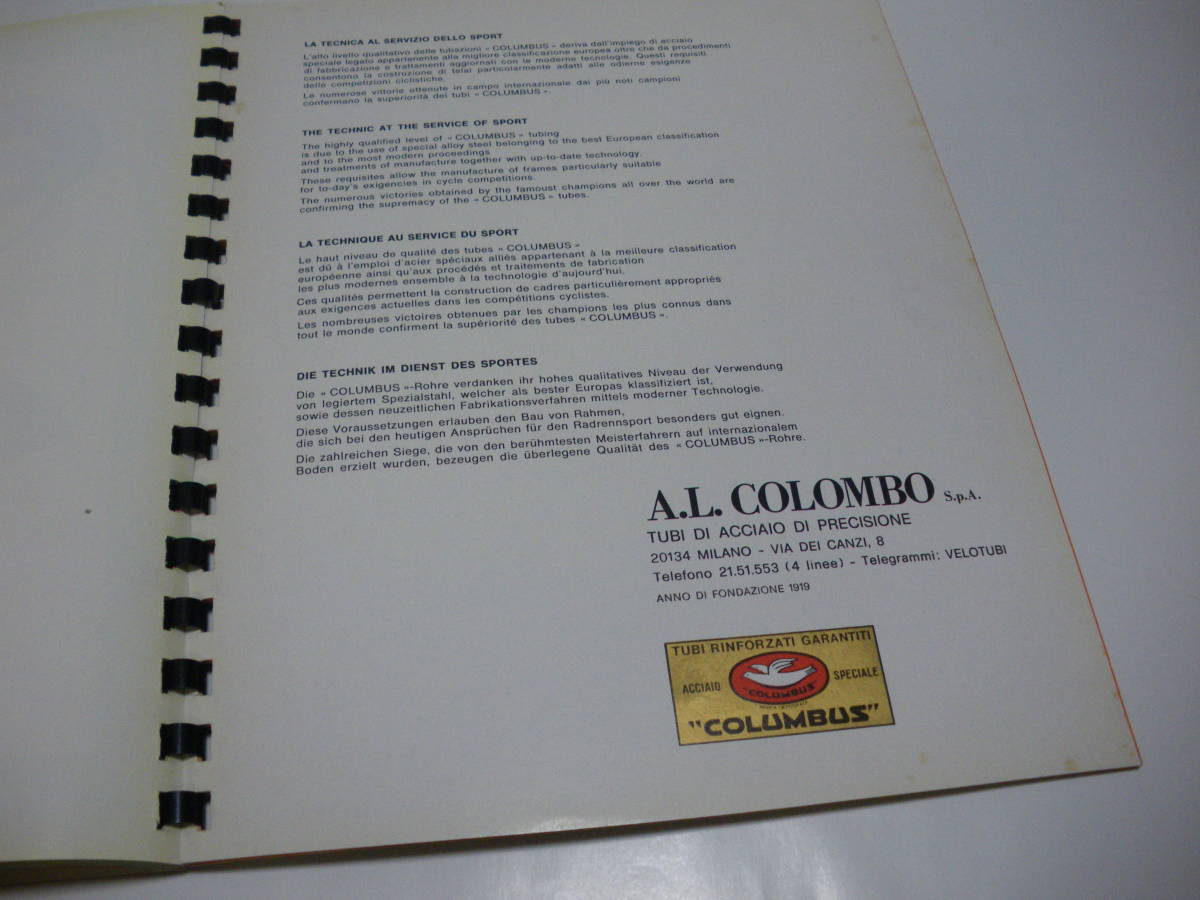 LA TECNICA AL SERVIZIO DELLO SPORT
L'alto livello qualitativo delle tubazioni « COLUMBUS » deriva dall'impiego di acciaio
speciale legato appartenente alla migliore classificazione europea oltre che da procedimenti
di fabbricazione e trattamenti aggiornati con le moderne tecnologie. Questi requisiti
consentono la costruzione di telai particolarmente adatti alle odierne esigenze
delle competizioni ciclistiche.
Le numerose vittorie ottenute in campo internazionale dai più noti campioni
confermano la superiorità dei tubi « COLUMBUS ».
THE TECHNIC AT THE SERVICE OF SPORT
The highly qualified level of « COLUMBUS » tubing
is due to the use of special alloy steel belonging to the best European classification
and to the most modern proceedings
and treatments of manufacture together with up-to-date technology.
These requisites allow the manufacture of frames particularly suitable
for to-day's exigencies in cycle competitions.
The numerous victories obtained by the famoust champions all over the world are
confirming the supremacy of the « COLUMBUS » tubes.
LA TECHNIQUE AU SERVICE DU SPORT
Le haut niveau de qualité des tubes « COLUMBUS »
est dû à l'emploi d'acier spéciaux alliés appartenant à la meilleure classification
européenne ainsi qu'aux procédés et traitements de fabrication
les plus modernes ensemble à la technologie d'aujourd'hui.
Ces qualités permettent la construction de cadres particulièrement appropriés
aux exigences actuelles dans les compétitions cyclistes.
Les nombreuses victoires obtenues par les champions les plus connus dans
tout le monde confirment la supériorité des tubes « COLUMBUS ».
DIE TECHNIK IM DIENST DES SPORTES
Die « COLUMBUS »-Rohre verdanken ihr hohes qualitatives Niveau der Verwendung
von legiertem Spezialstahl, welcher als bester Europas klassifiziert ist,
sowie dessen neuzeitlichen Fabrikationsverfahren mittels moderner Technologie.
Diese Voraussetzungen erlauben den Bau von Rahmen,
die sich bei den heutigen Ansprüchen für den Radrennsport besonders gut eignen.
Die zahlreichen Siege, die von den berühmtesten Meisterfahrern auf internazionalem
Boden erzielt wurden, bezeugen die überlegene Qualität des « COLUMBUS »-Rohre.
A.L. COLOMBO S.p.A.
TUBI DI ACCIAIO DI PRECISIONE
20134 MILANO - VIA DEI CANZI, 8
Telefono 21.51.553 (4 linee) - Telegrammi: VELOTUBI
ANNO DI FONDAZIONE 1919
TUBI RINFORZATI GARANTITI
ACCIAIO "COLUMBUS" SPECIALE
"COLUMBUS"